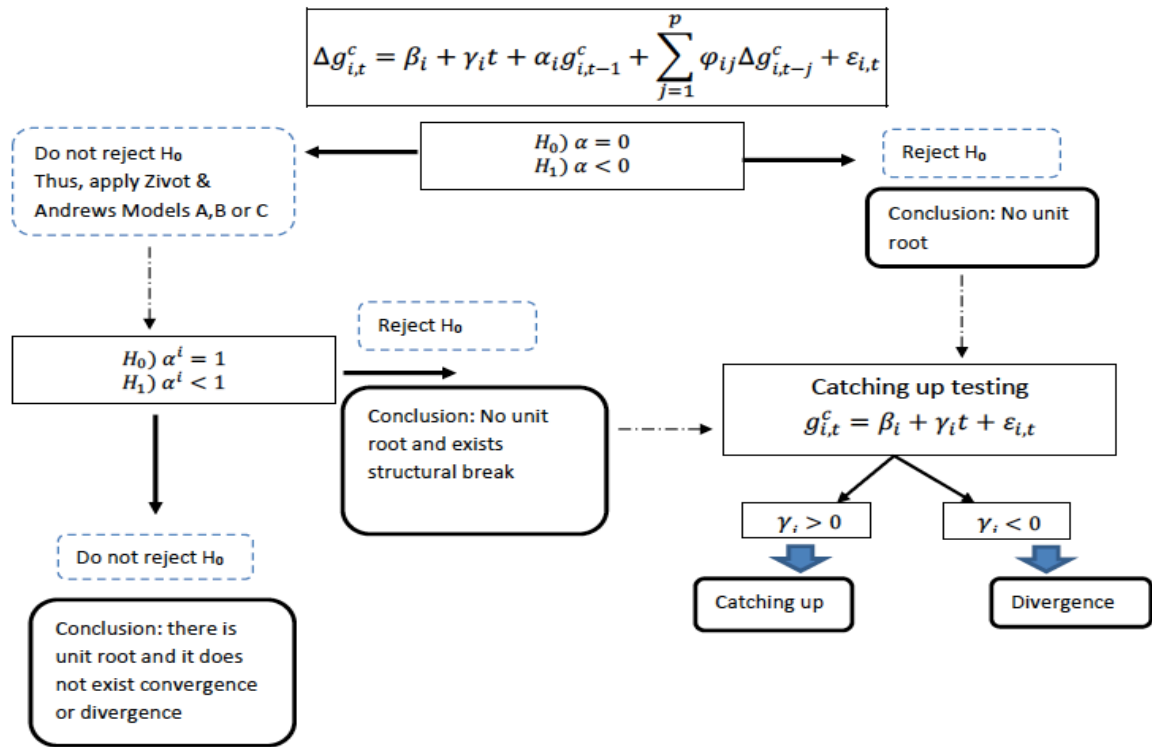 Δg^c_{i,t} = β_i + γ_i t + α_i g^c_{i,t−1} + ∑_{j=1}^{p} φ_{ij} Δg^c_{i,t−j} + ε_{i,t}
H₀) α = 0
H₁) α < 0
Do not reject H₀
Thus, apply Zivot &
Andrews Models A,B or C
Reject H₀
Conclusion: No unit
root
Reject H₀
H₀) α^i = 1
H₁) α^i < 1
Conclusion: No unit
root and exists
structural break
Catching up testing
g^c_{i,t} = β_i + γ_i t + ε_{i,t}
γ_i > 0
γ_i < 0
Catching up
Divergence
Do not reject H₀
Conclusion: there is
unit root and it does
not exist convergence
or divergence